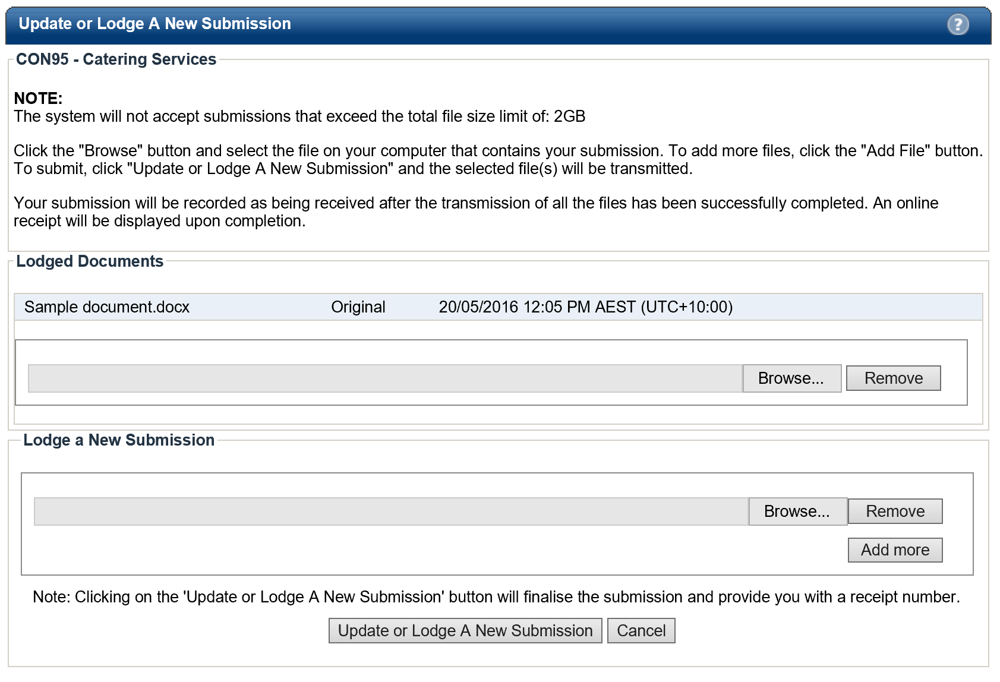 Update or Lodge A New Submission
?
CON95 - Catering Services
NOTE:
The system will not accept submissions that exceed the total file size limit of: 2GB
Click the "Browse" button and select the file on your computer that contains your submission. To add more files, click the "Add File" button.
To submit, click "Update or Lodge A New Submission" and the selected file(s) will be transmitted.
Your submission will be recorded as being received after the transmission of all the files has been successfully completed. An online
receipt will be displayed upon completion.
Lodged Documents
Sample document.docx Original 20/05/2016 12:05 PM AEST (UTC+10:00)
Browse... Remove
Lodge a New Submission
Browse... Remove
Add more
Note: Clicking on the 'Update or Lodge A New Submission' button will finalise the submission and provide you with a receipt number.
Update or Lodge A New Submission Cancel